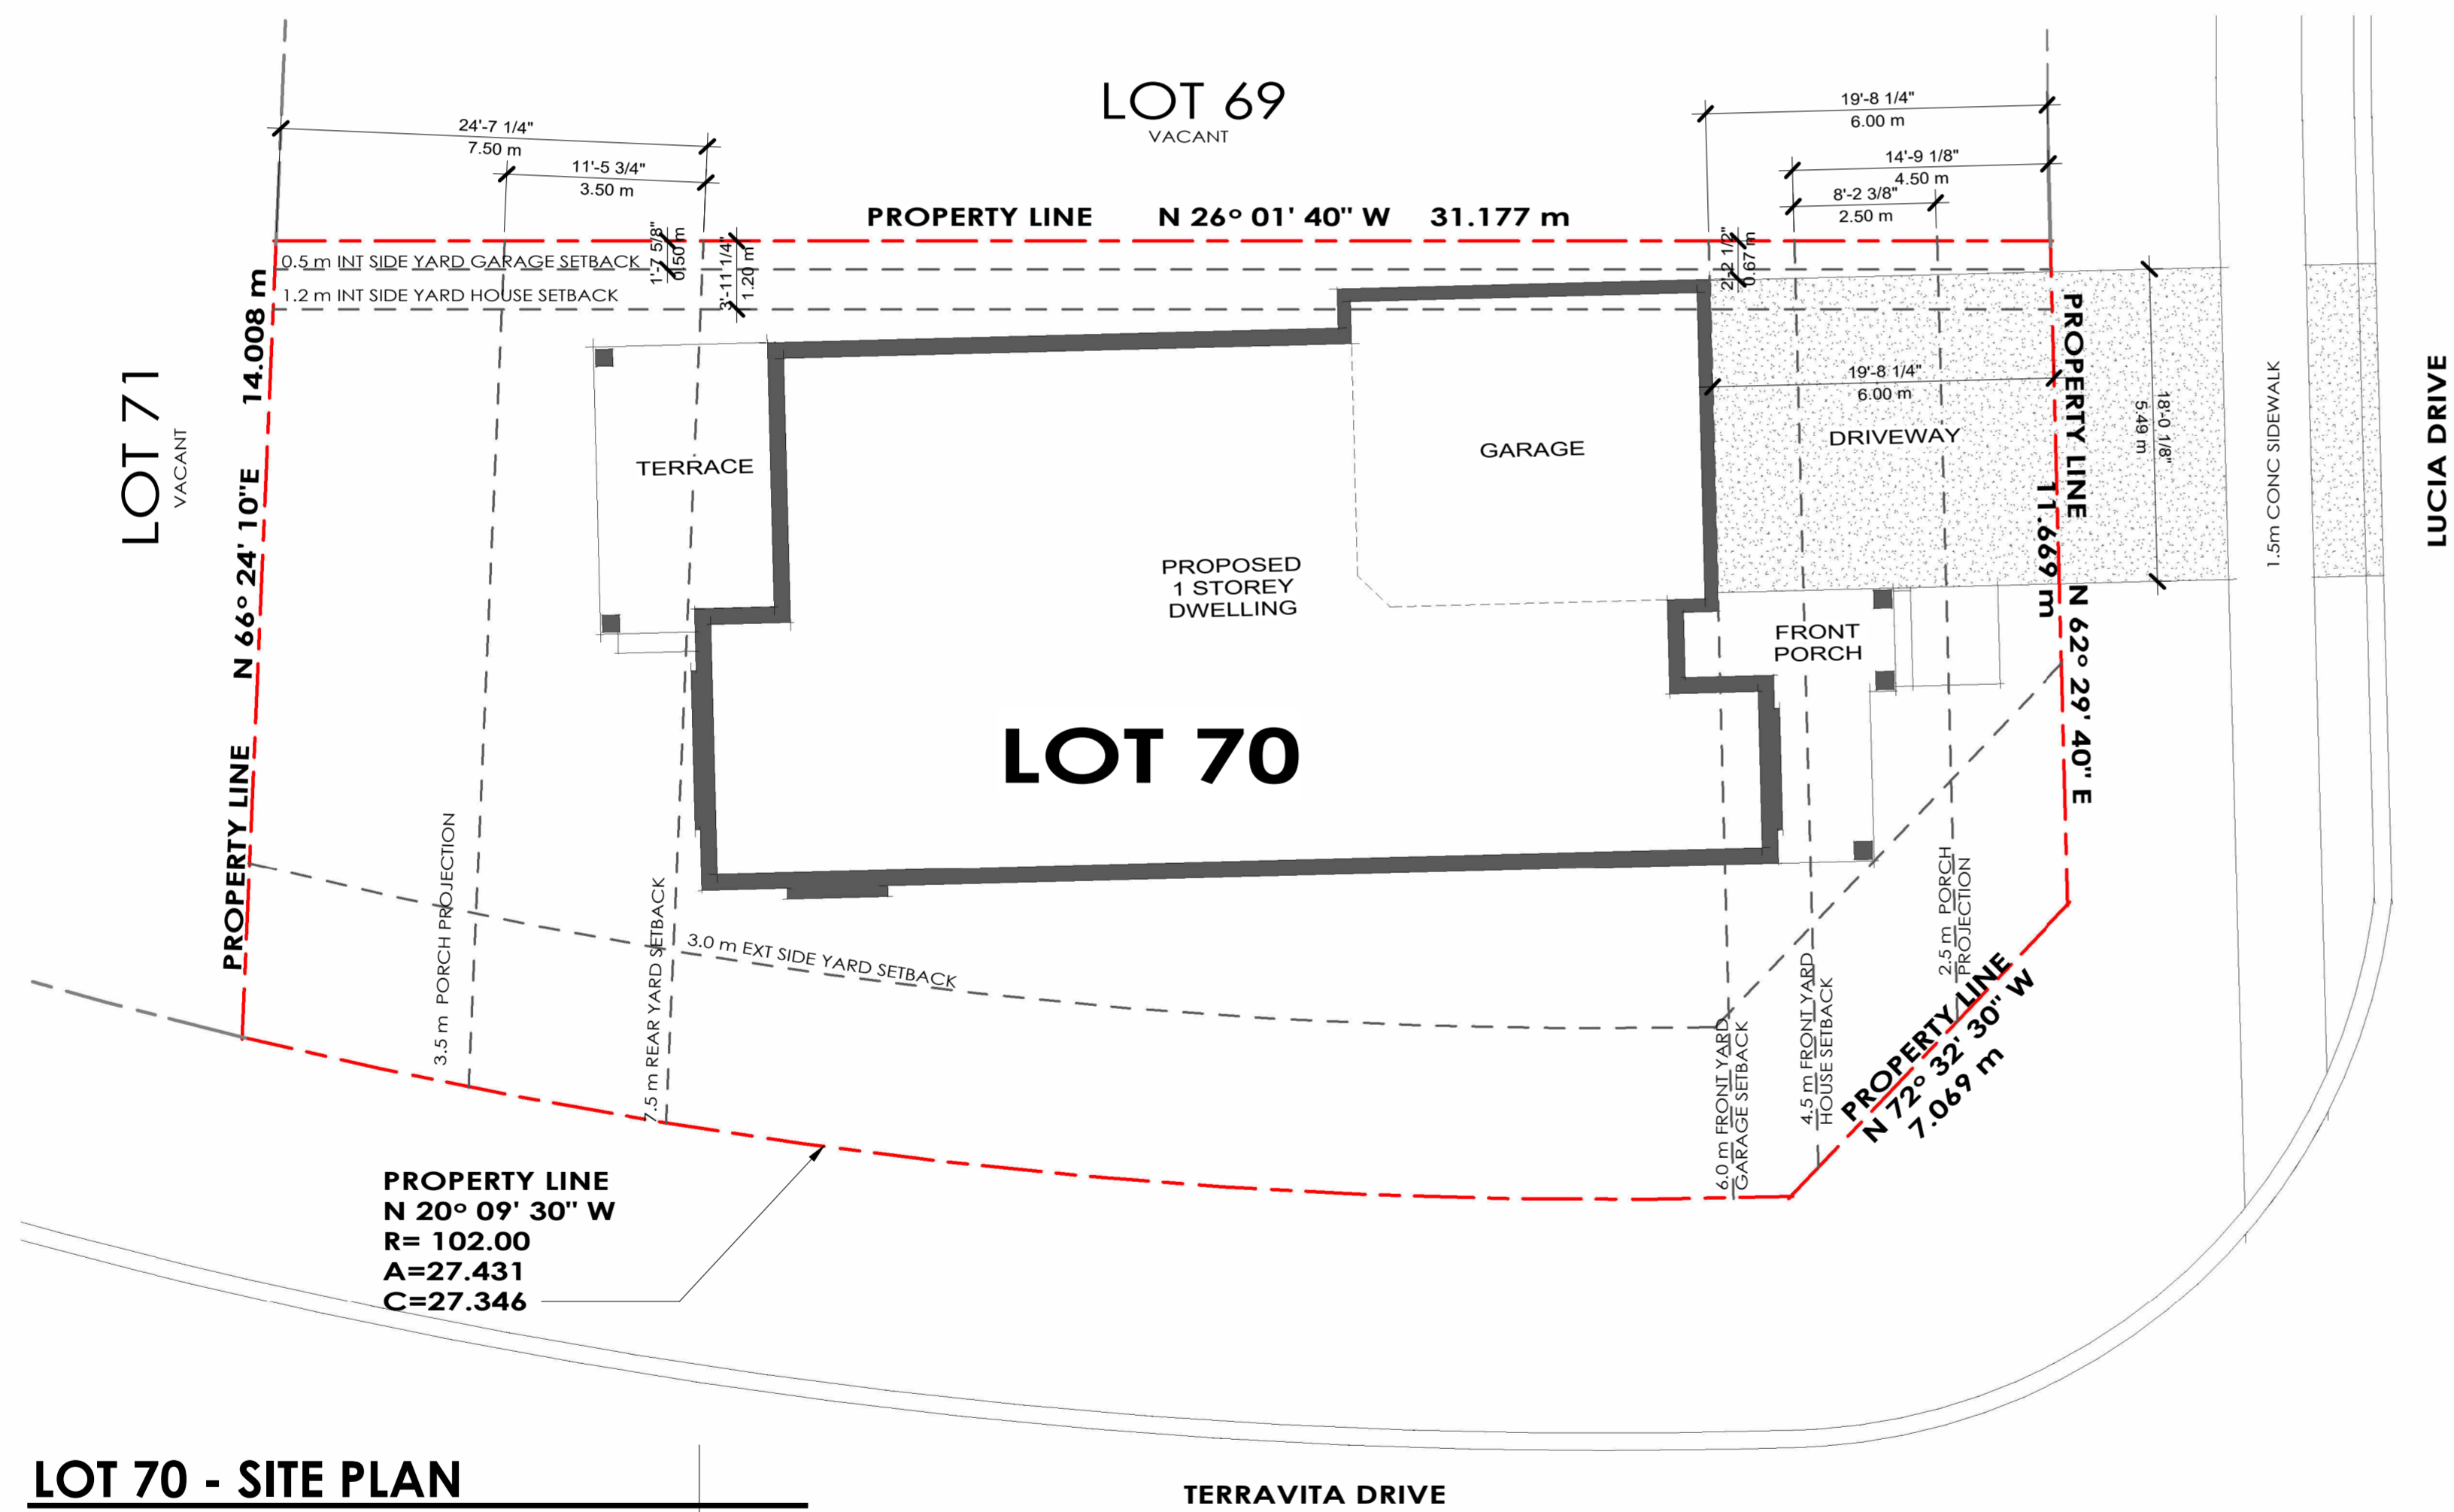 LOT 69
VACANT
24'-7 1/4"
7.50 m
11'-5 3/4"
3.50 m
19'-8 1/4"
6.00 m
14'-9 1/8"
4.50 m
8'-2 3/8"
2.50 m
PROPERTY LINE N 26° 01' 40" W 31.177 m
1'-7 5/8"
0.50 m
3'-11 1/4"
1.20 m
2'-2 1/2"
0.67 m
0.5 m INT SIDE YARD GARAGE SETBACK
1.2 m INT SIDE YARD HOUSE SETBACK
LOT 71
VACANT
PROPERTY LINE N 66° 24' 10"E 14.008 m
TERRACE
GARAGE
19'-8 1/4"
6.00 m
DRIVEWAY
PROPERTY LINE N 62° 29' 40" E
11.669 m
18'-0 1/8"
5.49 m
1.5m CONC SIDEWALK
LUCIA DRIVE
PROPOSED
1 STOREY
DWELLING
FRONT
PORCH
LOT 70
3.5 m PORCH PROJECTION
7.5 m REAR YARD SETBACK
3.0 m EXT SIDE YARD SETBACK
6.0 m FRONT YARD
GARAGE SETBACK
4.5 m FRONT YARD
HOUSE SETBACK
2.5 m PORCH
PROJECTION
PROPERTY LINE
N 72° 32' 30" W
7.069 m
PROPERTY LINE
N 20° 09' 30" W
R= 102.00
A=27.431
C=27.346
LOT 70 - SITE PLAN
TERRAVITA DRIVE